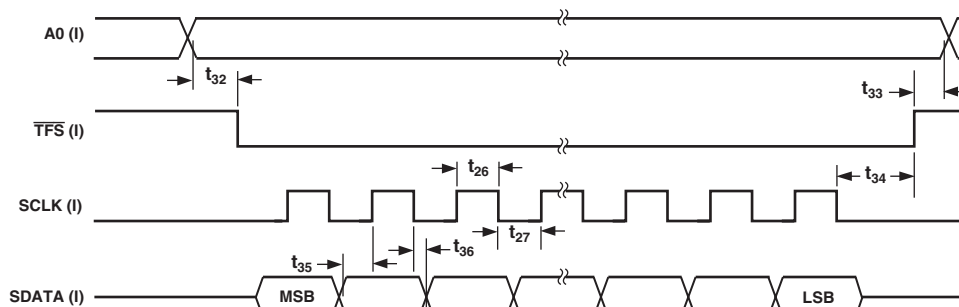 A0 (I)
t32
t33
TFS (I)
t26
t34
SCLK (I)
t27
t36
t35
SDATA (I)
MSB
LSB